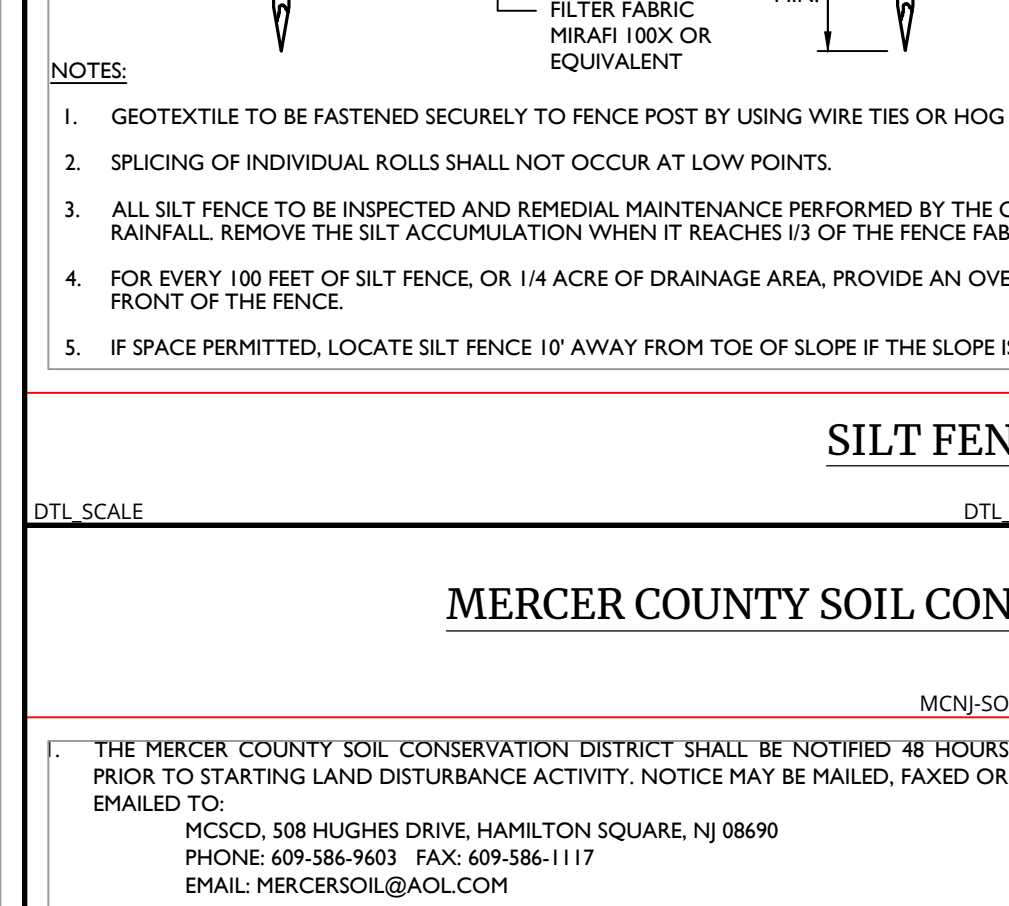 FILTER FABRIC
MIRAFI 100X OR
EQUIVALENT
NOTES:
1. GEOTEXTILE TO BE FASTENED SECURELY TO FENCE POST BY USING WIRE TIES OR HOG
2. SPLICING OF INDIVIDUAL ROLLS SHALL NOT OCCUR AT LOW POINTS.
3. ALL SILT FENCE TO BE INSPECTED AND REMEDIAL MAINTENANCE PERFORMED BY THE
RAINFALL. REMOVE THE SILT ACCUMULATION WHEN IT REACHES 1/3 OF THE FENCE FAB
4. FOR EVERY 100 FEET OF SILT FENCE, OR 1/4 ACRE OF DRAINAGE AREA, PROVIDE AN OVE
FRONT OF THE FENCE.
5. IF SPACE PERMITTED, LOCATE SILT FENCE 10' AWAY FROM TOE OF SLOPE IF THE SLOPE IS
SILT FEN
DTL_SCALE DTL_
MERCER COUNTY SOIL CON
MCNJ-SO
1. THE MERCER COUNTY SOIL CONSERVATION DISTRICT SHALL BE NOTIFIED 48 HOURS
PRIOR TO STARTING LAND DISTURBANCE ACTIVITY. NOTICE MAY BE MAILED, FAXED OR
EMAILED TO:
MCSCD, 508 HUGHES DRIVE, HAMILTON SQUARE, NJ 08690
PHONE: 609-586-9603 FAX: 609-586-1117
EMAIL: MERCERSOIL@AOL.COM